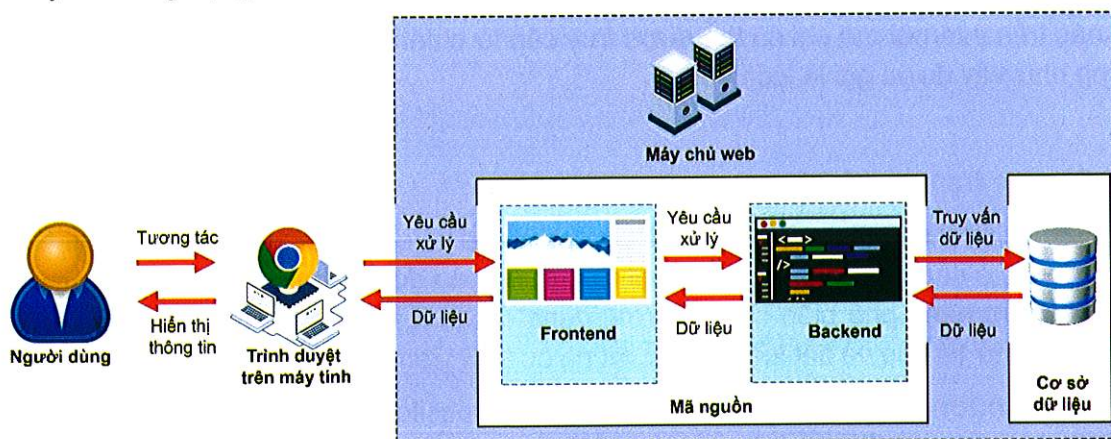 Máy chủ web
Yêu cầu
xử lý
Yêu cầu
xử lý
Truy vấn
dữ liệu
Tương tác
Hiển thị
thông tin
Dữ liệu
Dữ liệu
Dữ liệu
Frontend
Backend
Người dùng
Trình duyệt
trên máy tính
Mã nguồn
Cơ sở
dữ liệu